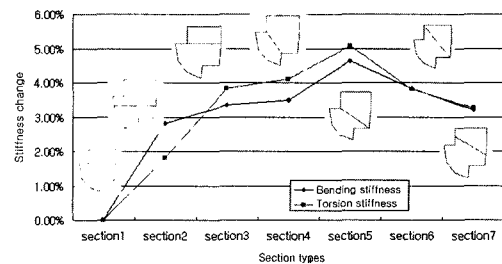 6.00%
5.00%
4.00%
3.00%
2.00%
1.00%
0.00%
Stiffness change
Bending stiffness
Torsion stiffness
section1 section2 section3 section4 section5 section6 section7
Section types